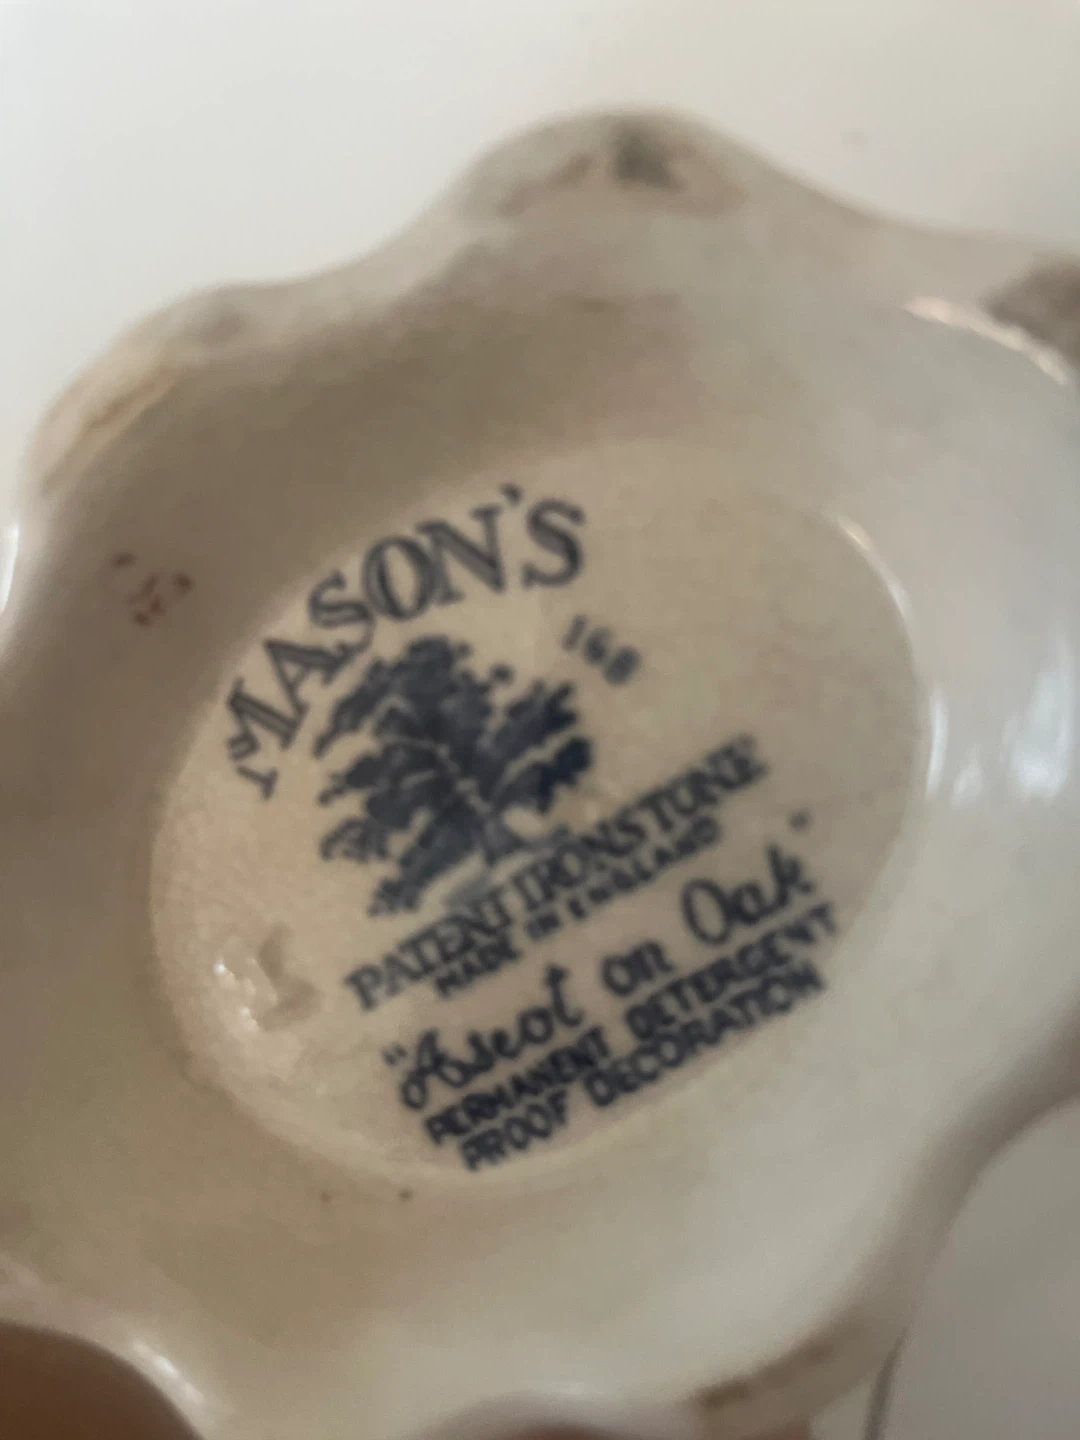 MASON'S
168
PATENT IRONSTONE
MADE IN ENGLAND
"Ascot on Oak"
PERMANENT DETERGENT
PROOF DECORATION